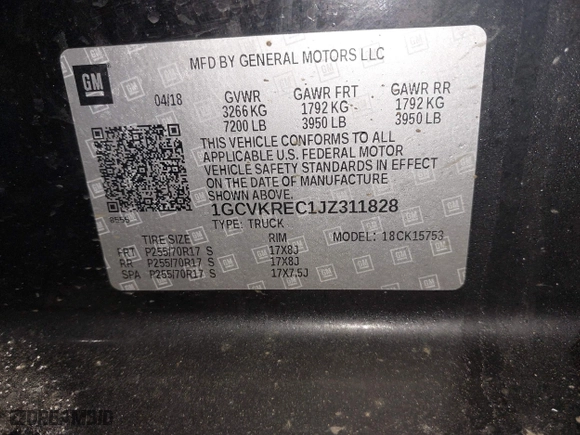 MFD BY GENERAL MOTORS LLC
GM
04/18 GVWR GAWR FRT GAWR RR
3266 KG 1792 KG 1792 KG
7200 LB 3950 LB 3950 LB
THIS VEHICLE CONFORMS TO ALL
APPLICABLE U.S. FEDERAL MOTOR
VEHICLE SAFETY STANDARDS IN EFFECT
ON THE DATE OF MANUFACTURE
SHOWN ABOVE.
0556
1GCVKREC1JZ311828
TYPE: TRUCK
TIRE SIZE RIM MODEL: 18CK15753
FRT P255/70R17 S 17X8J
RR P255/70R17 S 17X8J
SPA P255/70R17 S 17X7.5J